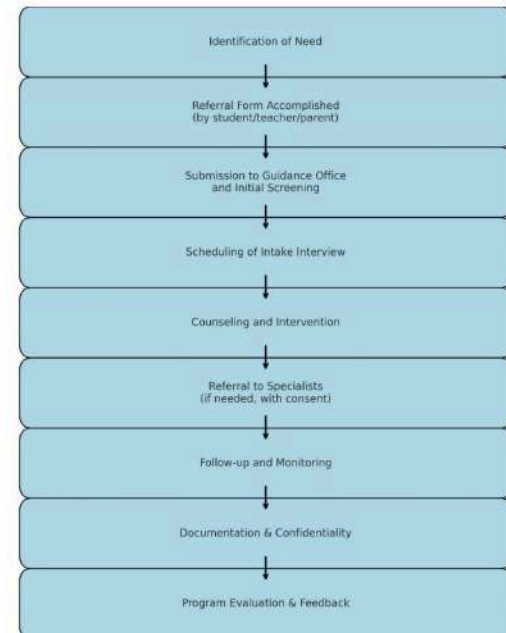 Identification of Need
Referral Form Accomplished
(by student/teacher/parent)
Submission to Guidance Office
and Initial Screening
Scheduling of Intake Interview
Counseling and Intervention
Referral to Specialists
(if needed, with consent)
Follow-up and Monitoring
Documentation & Confidentiality
Program Evaluation & Feedback